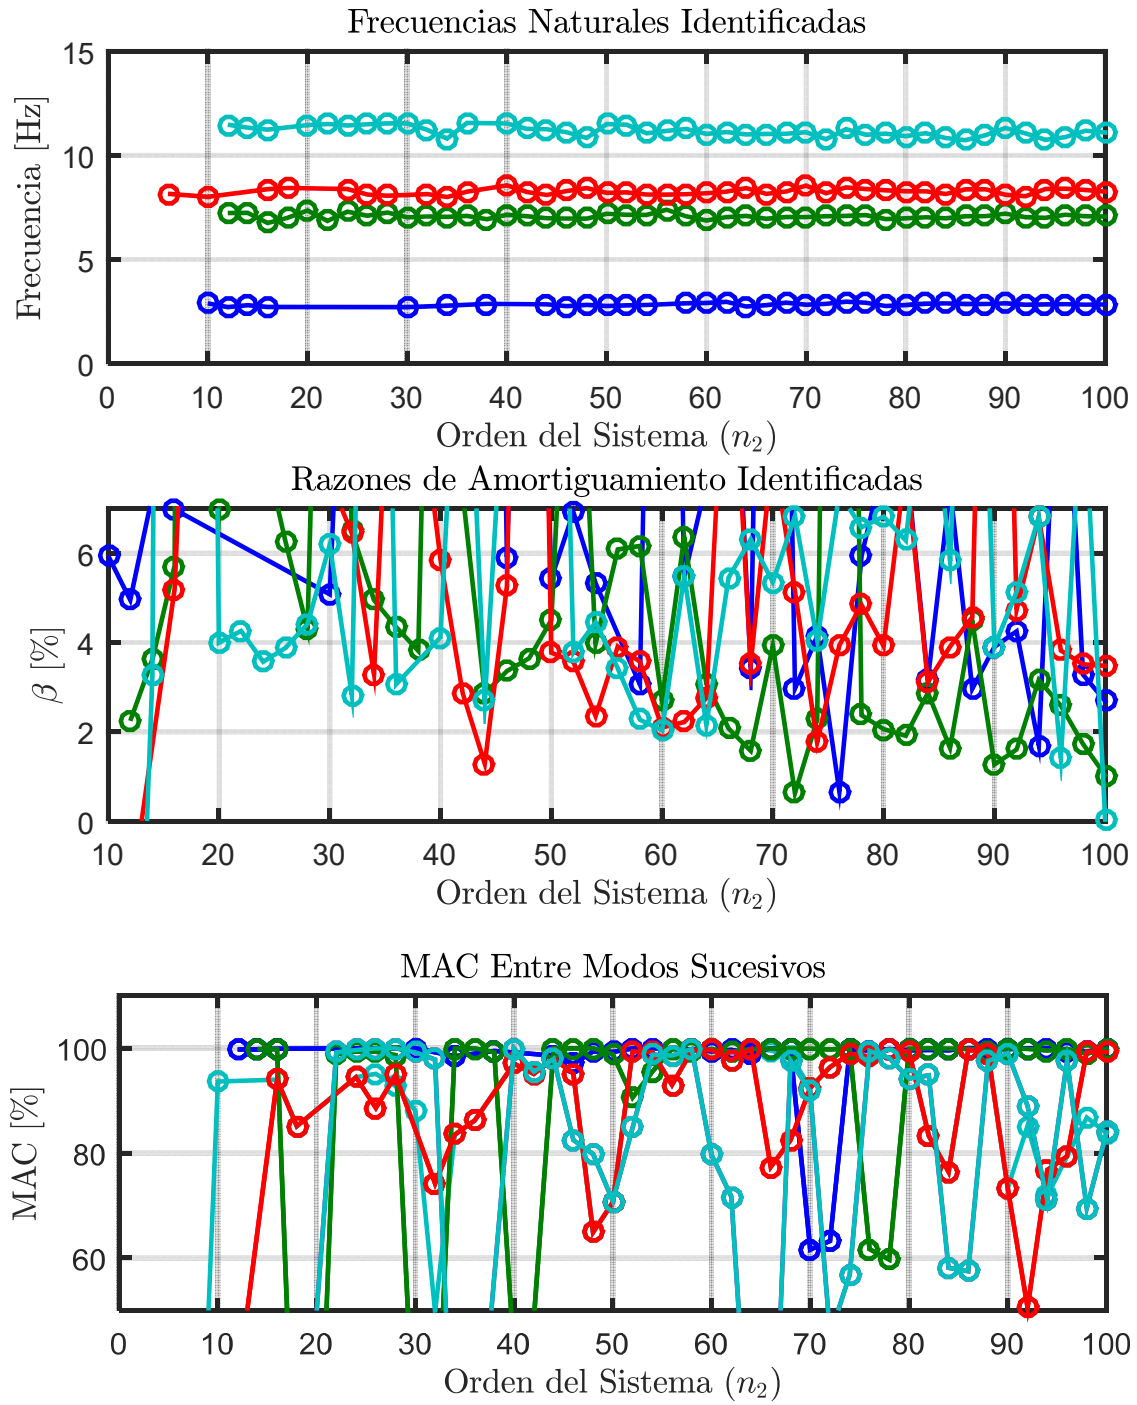 Frecuencias Naturales Identificadas
15
10
5
0
Frecuencia [Hz]
0 10 20 30 40 50 60 70 80 90 100
Orden del Sistema (n₂)
Razones de Amortiguamiento Identificadas
6
4
2
0
β [%]
10 20 30 40 50 60 70 80 90 100
Orden del Sistema (n₂)
MAC Entre Modos Sucesivos
100
80
60
MAC [%]
0 10 20 30 40 50 60 70 80 90 100
Orden del Sistema (n₂)